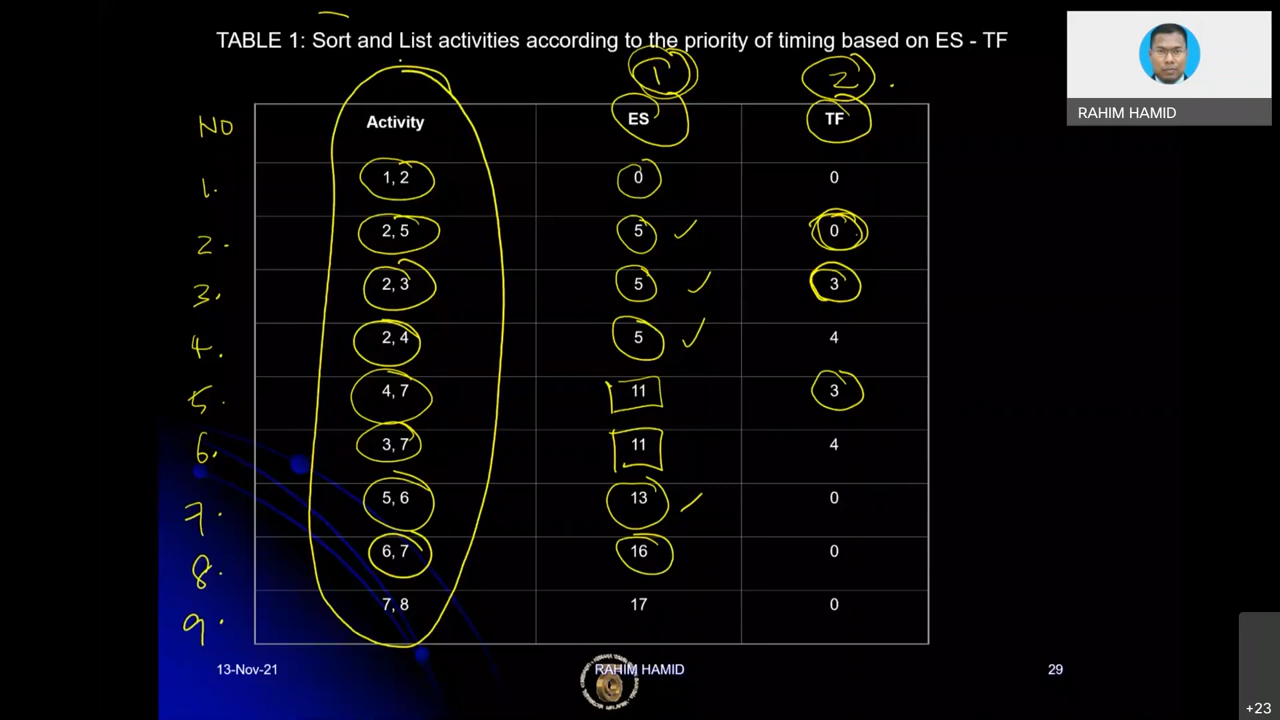 TABLE 1: Sort and List activities according to the priority of timing based on ES - TF
1 2
RAHIM HAMID
NO Activity ES TF
1. 1, 2 0 0
2. 2, 5 5 0
3. 2, 3 5 3
4. 2, 4 5 4
5. 4, 7 11 3
6. 3, 7 11 4
7. 5, 6 13 0
8. 6, 7 16 0
9. 7, 8 17 0
13-Nov-21 RAHIM HAMID 29
+23